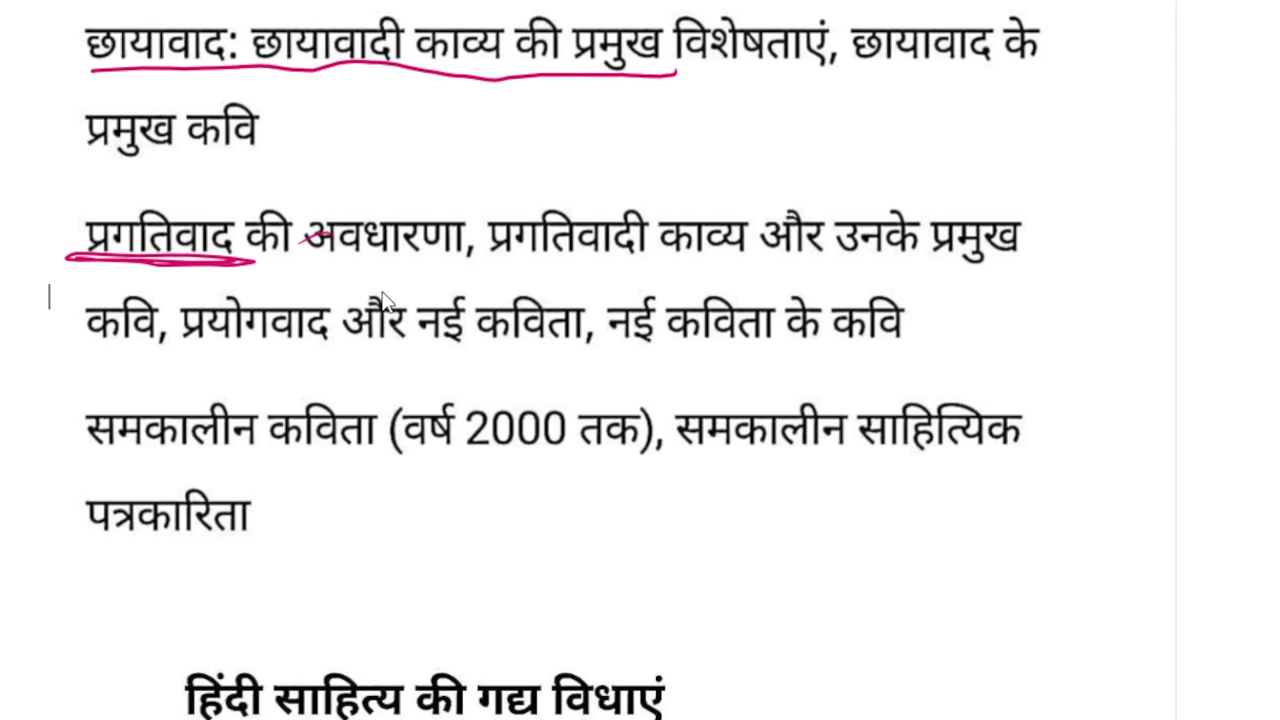 छायावाद: छायावादी काव्य की प्रमुख विशेषताएं, छायावाद के
प्रमुख कवि
प्रगतिवाद की अवधारणा, प्रगतिवादी काव्य और उनके प्रमुख
कवि, प्रयोगवाद और नई कविता, नई कविता के कवि
समकालीन कविता (वर्ष 2000 तक), समकालीन साहित्यिक
पत्रकारिता
हिंदी साहित्य की गद्य विधाएं